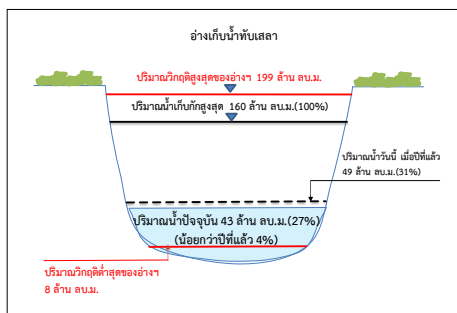 อ่างเก็บน้ำทับเสลา
ปริมาณวิกฤติสูงสุดของอ่างฯ 199 ล้าน ลบ.ม.
ปริมาณน้ำเก็บกักสูงสุด 160 ล้าน ลบ.ม.(100%)
ปริมาณน้ำวันนี้ เมื่อปีที่แล้ว
49 ล้าน ลบ.ม.(31%)
ปริมาณน้ำปัจจุบัน 43 ล้าน ลบ.ม.(27%)
(น้อยกว่าปีที่แล้ว 4%)
ปริมาณวิกฤติต่ำสุดของอ่างฯ
8 ล้าน ลบ.ม.